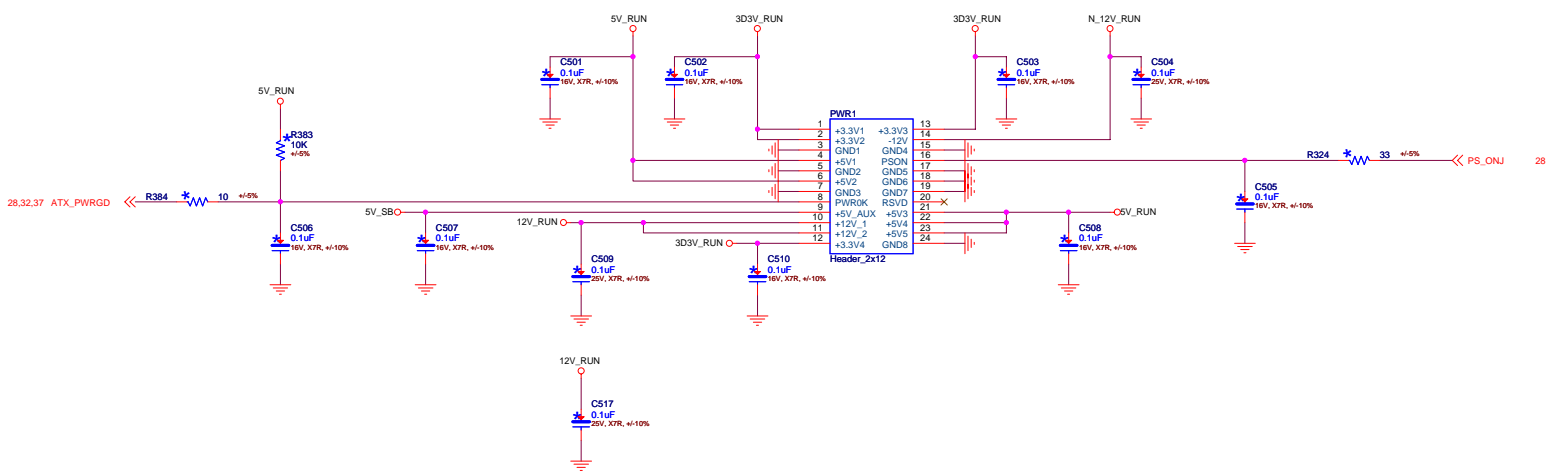 5V_RUN 3D3V_RUN 3D3V_RUN N_12V_RUN
* C501
0.1uF
16V, X7R, +/-10%
* C502
0.1uF
16V, X7R, +/-10%
* C503
0.1uF
16V, X7R, +/-10%
* C504
0.1uF
25V, X7R, +/-10%
5V_RUN
* R383
10K
+/-5%
PWR1
1 +3.3V1 +3.3V3 13
2 +3.3V2 -12V 14
3 GND1 GND4 15
4 +5V1 PSON 16
5 GND2 GND5 17
6 +5V2 GND6 18
7 GND3 GND7 19
8 PWR0K RSVD 20
9 +5V_AUX +5V3 21
10 +12V_1 +5V4 22
11 +12V_2 +5V5 23
12 +3.3V4 GND8 24
Header_2x12
R324 * 33 +/-5% PS_ONJ 28
28,32,37 ATX_PWRGD R384 * 10 +/-5%
* C505
0.1uF
16V, X7R, +/-10%
5V_SB
12V_RUN
3D3V_RUN
5V_RUN
* C506
0.1uF
16V, X7R, +/-10%
* C507
0.1uF
16V, X7R, +/-10%
* C508
0.1uF
16V, X7R, +/-10%
* C509
0.1uF
25V, X7R, +/-10%
* C510
0.1uF
16V, X7R, +/-10%
12V_RUN
* C517
0.1uF
25V, X7R, +/-10%